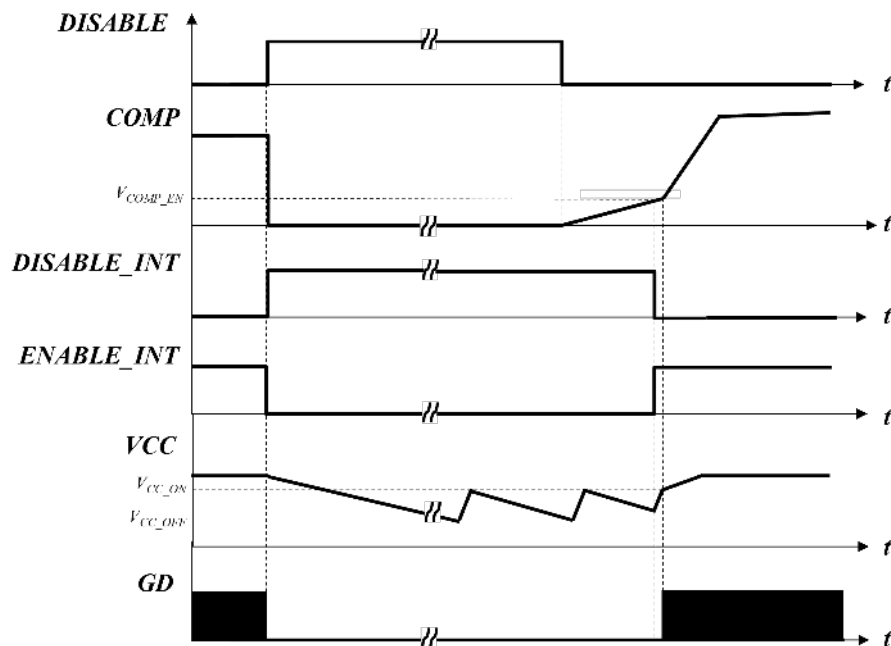 DISABLE
t
COMP
V_COMP_EN
t
DISABLE_INT
t
ENABLE_INT
t
VCC
V_CC_ON
V_CC_OFF
t
GD
t